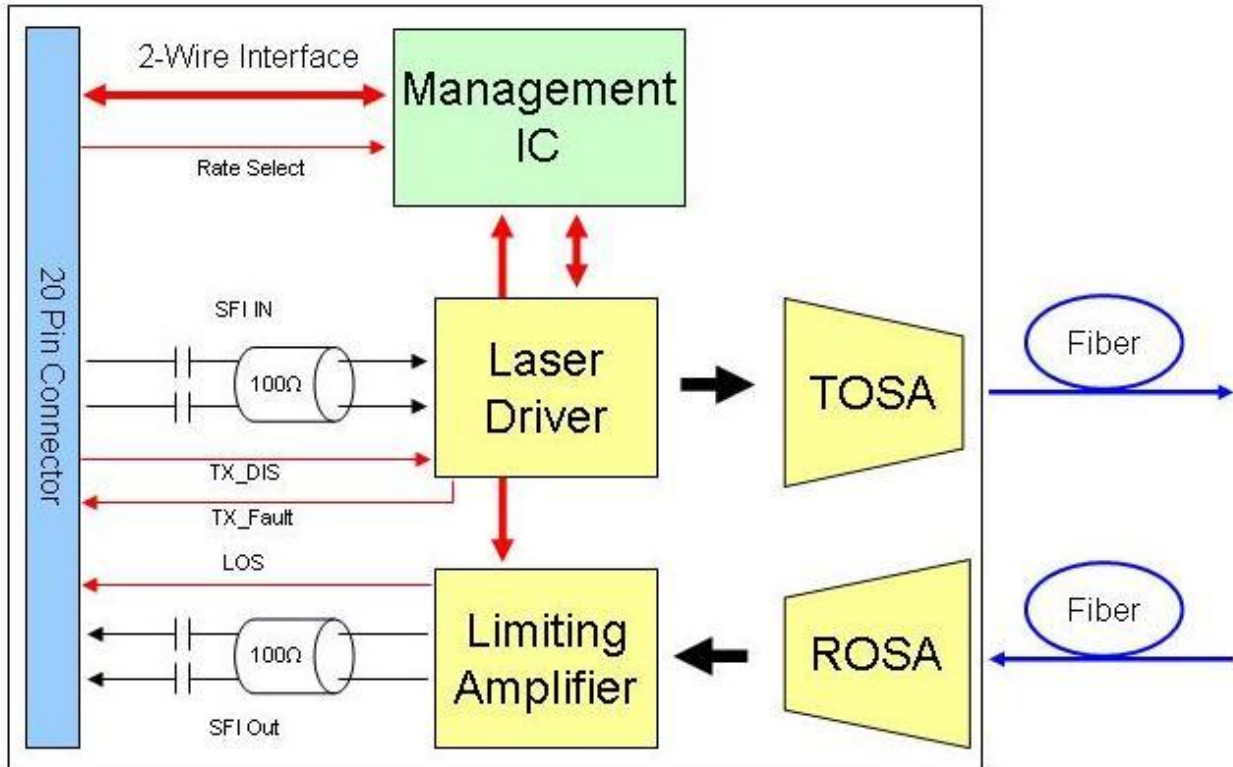 2-Wire Interface
Management
IC
Rate Select
20 Pin Connector
SFI IN
100Ω
Laser
Driver
TOSA
Fiber
TX_DIS
TX_Fault
LOS
100Ω
SFI Out
Limiting
Amplifier
ROSA
Fiber